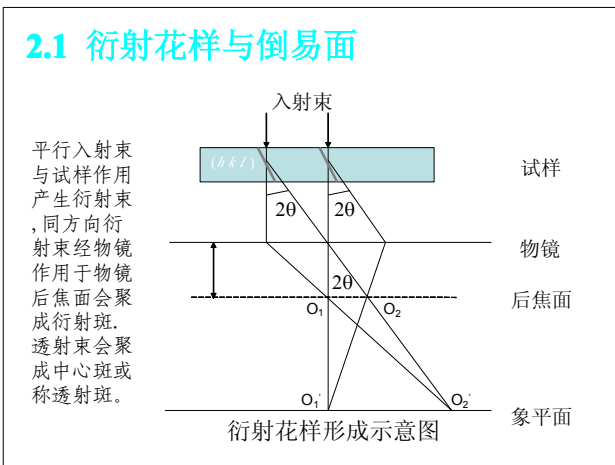 2.1 衍射花样与倒易面
入射束
平行入射束
与试样作用
产生衍射束
,同方向衍
射束经物镜
作用于物镜
后焦面会聚
成衍射斑.
透射束会聚
成中心斑或
称透射斑。
(h k l)
试样
2θ 2θ
物镜
2θ
后焦面
O₁ O₂
O₁' O₂'
象平面
衍射花样形成示意图